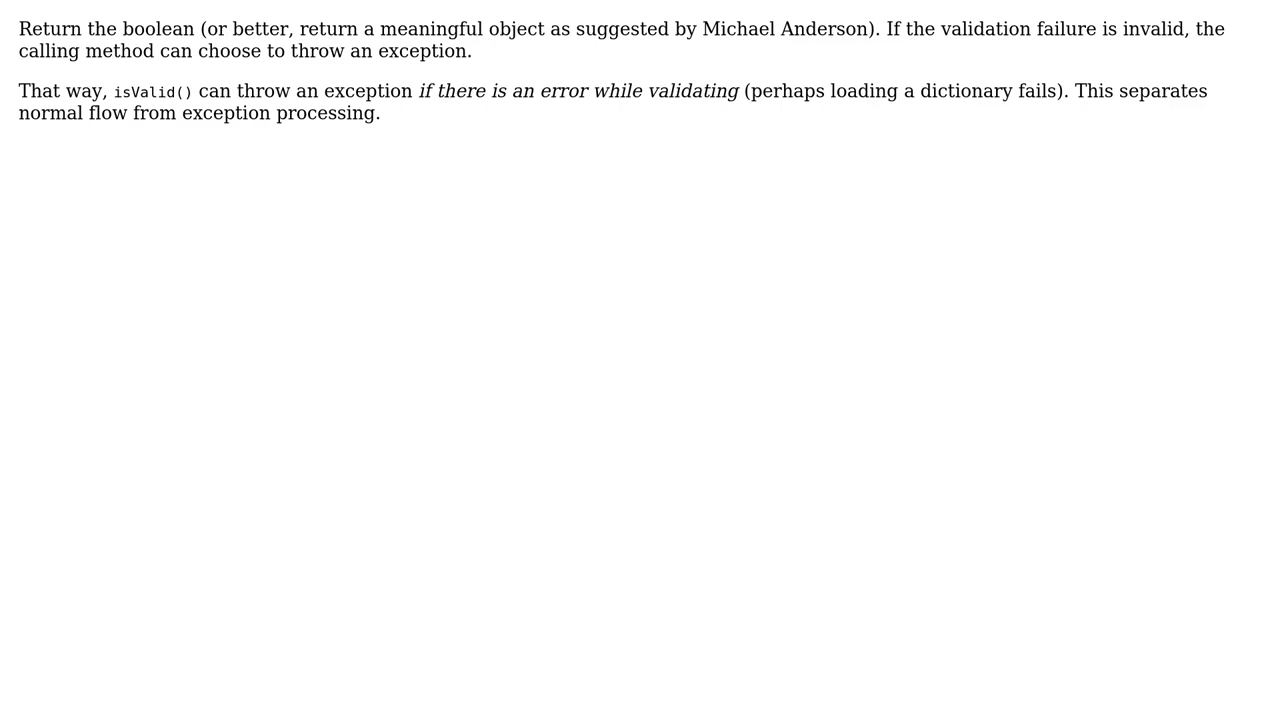 Return the boolean (or better, return a meaningful object as suggested by Michael Anderson). If the validation failure is invalid, the
calling method can choose to throw an exception.
That way, isValid() can throw an exception if there is an error while validating (perhaps loading a dictionary fails). This separates
normal flow from exception processing.